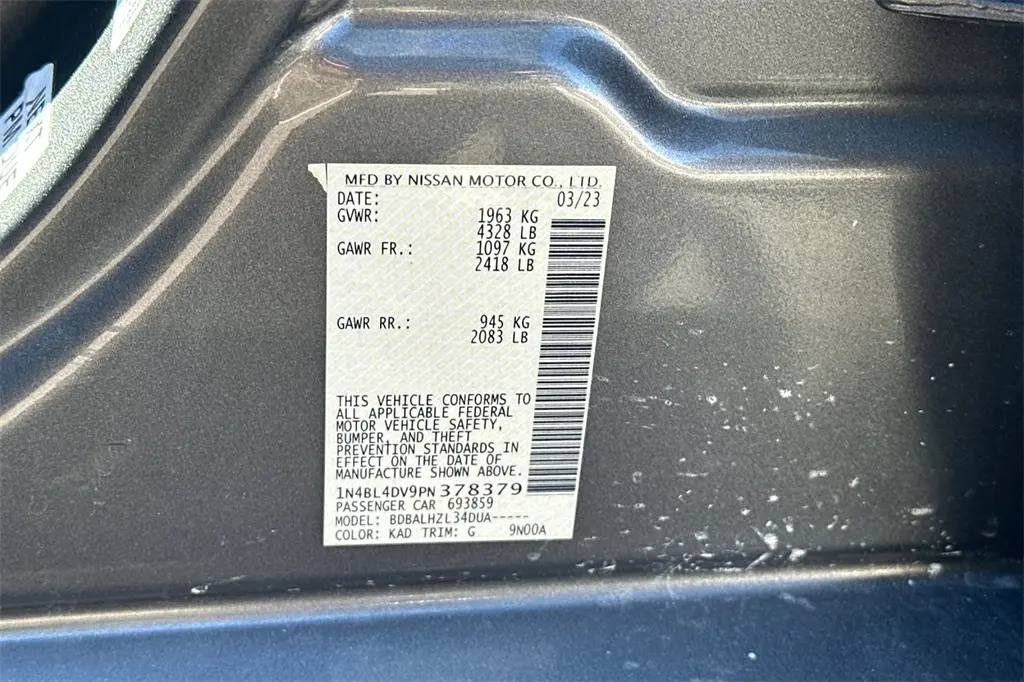 MFD BY NISSAN MOTOR CO., LTD.
DATE: 03/23
GVWR: 1963 KG
4328 LB
GAWR FR.: 1097 KG
2418 LB
GAWR RR.: 945 KG
2083 LB
THIS VEHICLE CONFORMS TO
ALL APPLICABLE FEDERAL
MOTOR VEHICLE SAFETY,
BUMPER, AND THEFT
PREVENTION STANDARDS IN
EFFECT ON THE DATE OF
MANUFACTURE SHOWN ABOVE.
1N4BL4DV9PN378379
PASSENGER CAR 693859
MODEL: BDBALHZL34DUA-----
COLOR: KAD TRIM: G 9N00A